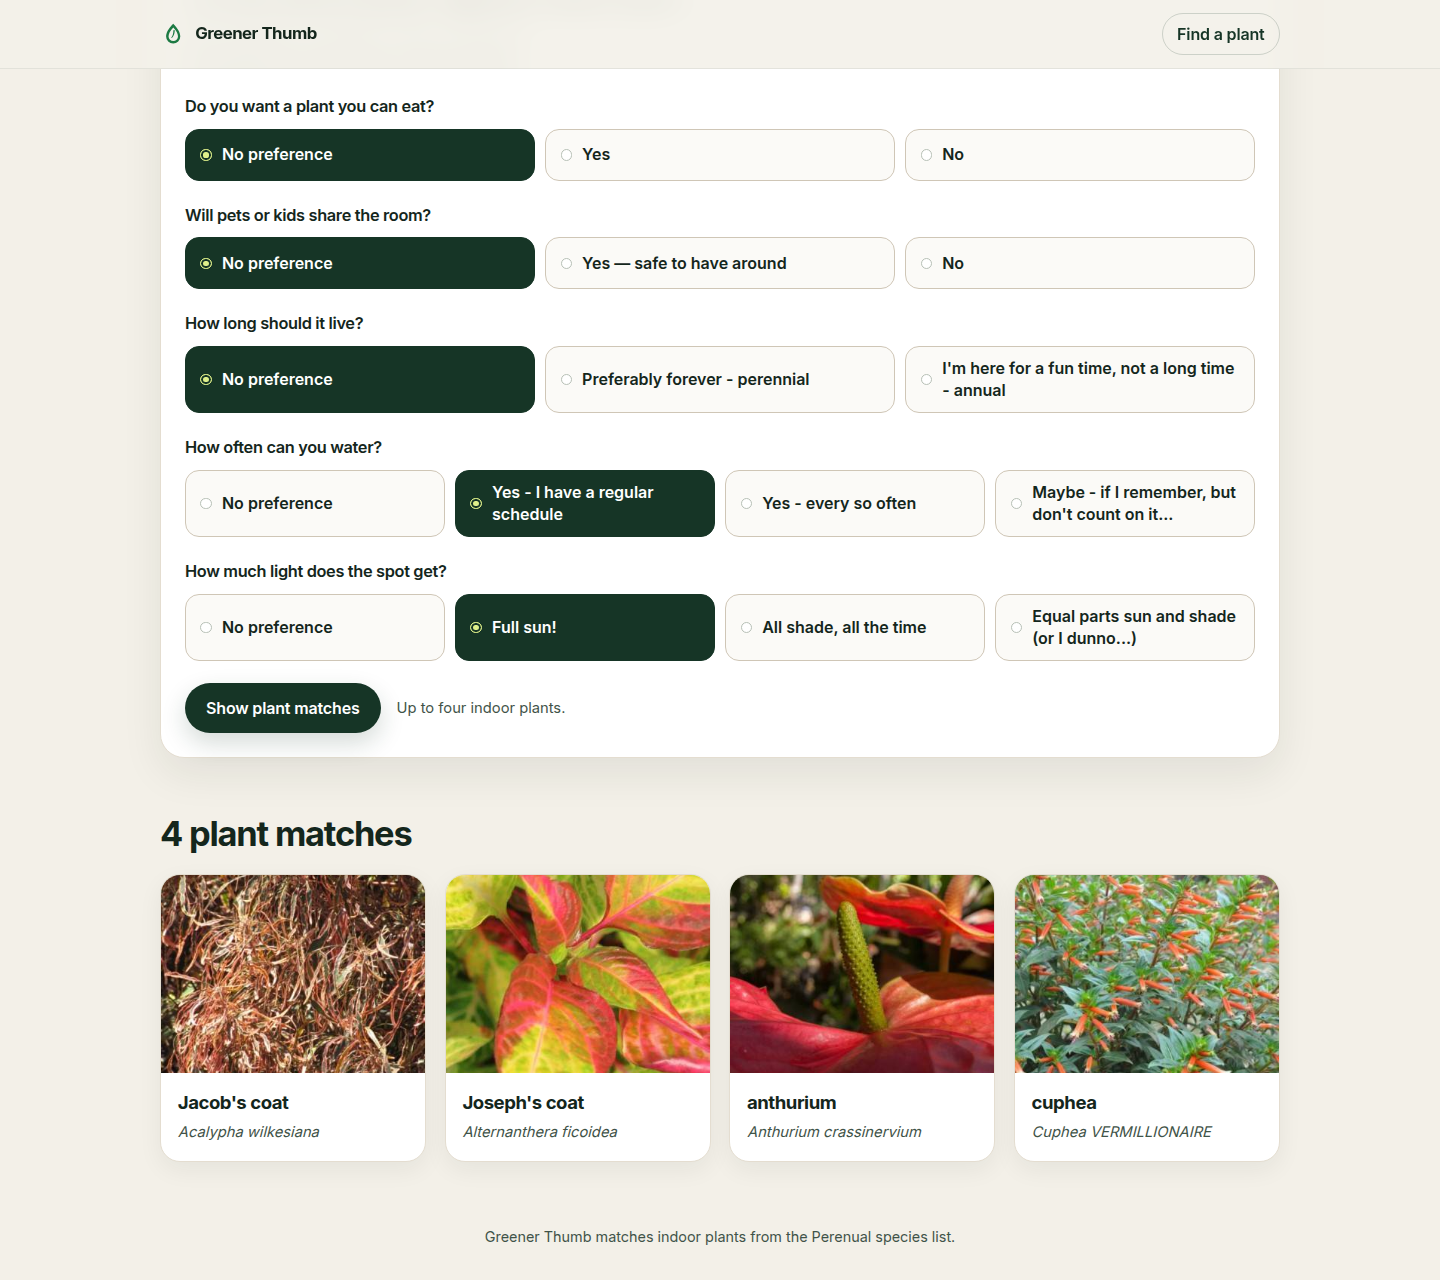 Greener Thumb
Find a plant
Do you want a plant you can eat?
No preference
Yes
No
Will pets or kids share the room?
No preference
Yes — safe to have around
No
How long should it live?
No preference
Preferably forever - perennial
I'm here for a fun time, not a long time
- annual
How often can you water?
No preference
Yes - I have a regular
schedule
Yes - every so often
Maybe - if I remember, but
don't count on it...
How much light does the spot get?
No preference
Full sun!
All shade, all the time
Equal parts sun and shade
(or I dunno...)
Show plant matches
Up to four indoor plants.
4 plant matches
Jacob's coat
Acalypha wilkesiana
Joseph's coat
Alternanthera ficoidea
anthurium
Anthurium crassinervium
cuphea
Cuphea VERMILLIONAIRE
Greener Thumb matches indoor plants from the Perenual species list.